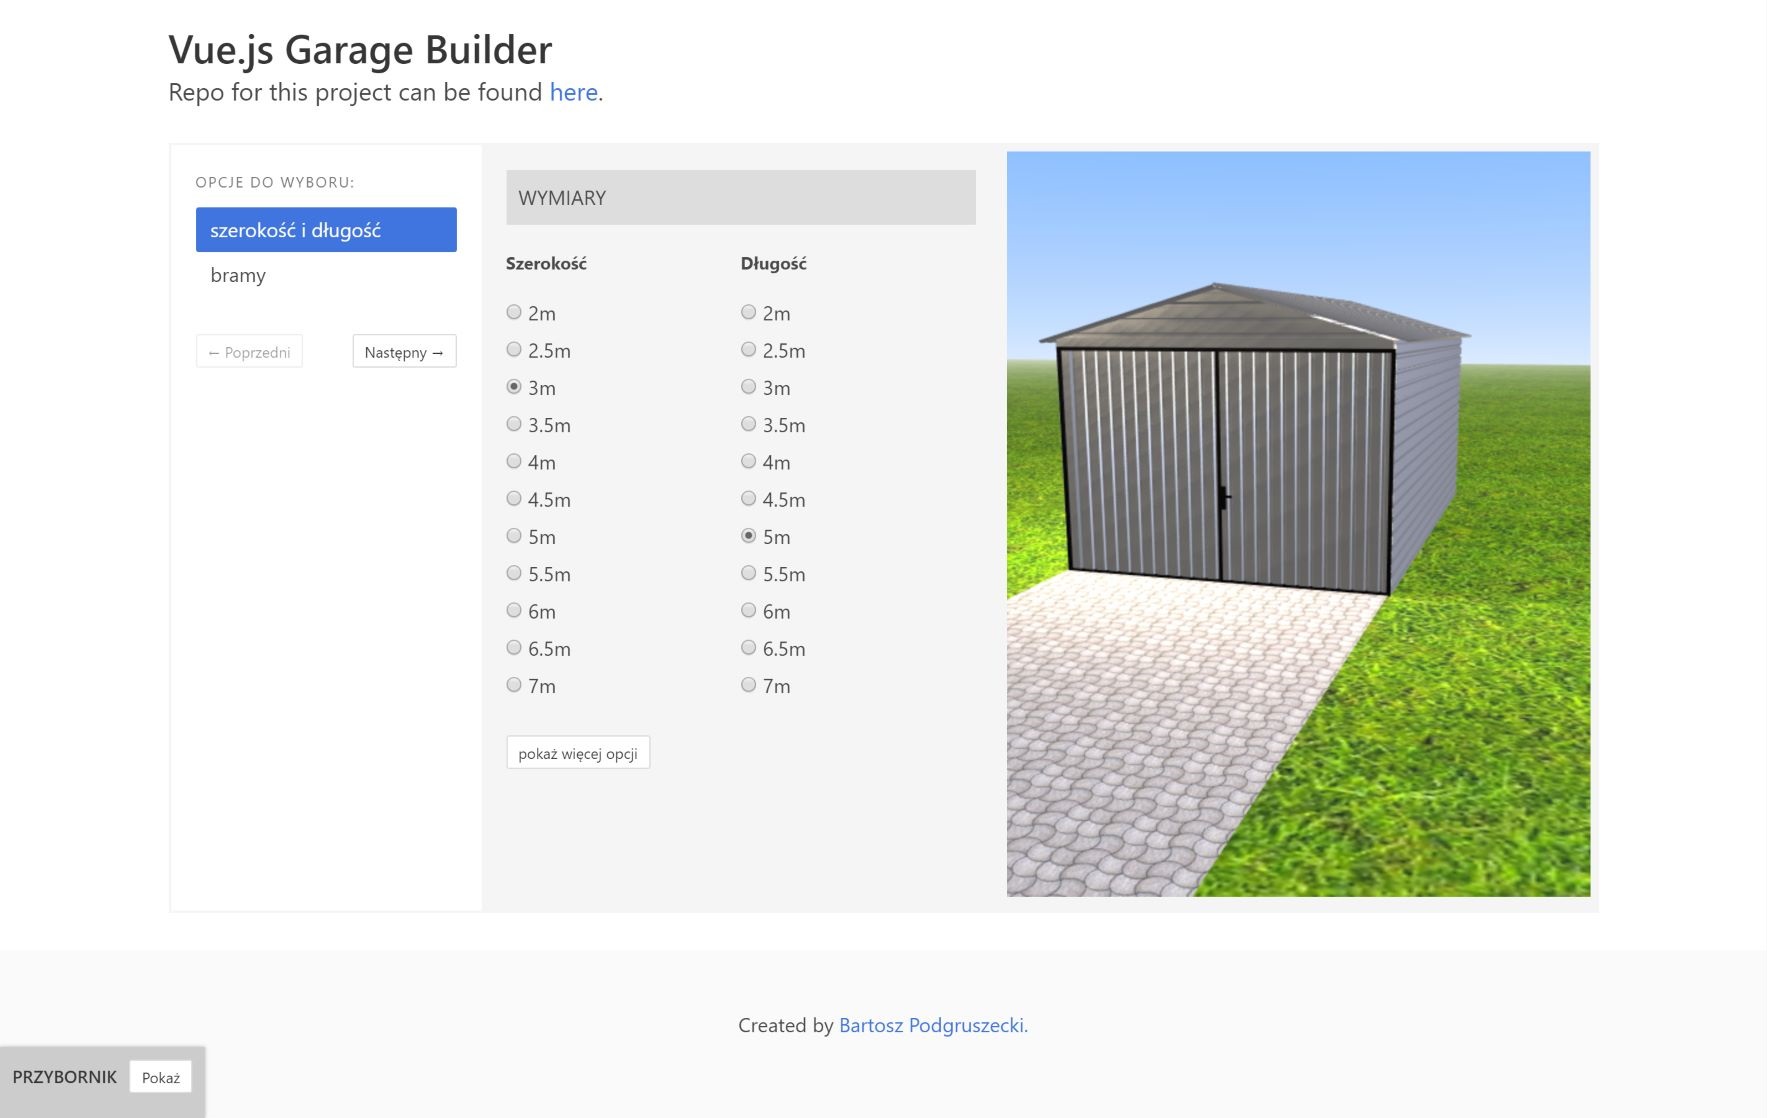 Vue.js Garage Builder
Repo for this project can be found here.
OPCJE DO WYBORU:
szerokość i długość
bramy
← Poprzedni
Następny →
WYMIARY
Szerokość
2m
2.5m
3m
3.5m
4m
4.5m
5m
5.5m
6m
6.5m
7m
Długość
2m
2.5m
3m
3.5m
4m
4.5m
5m
5.5m
6m
6.5m
7m
pokaż więcej opcji
Created by Bartosz Podgruszecki.
PRZYBORNIK Pokaż